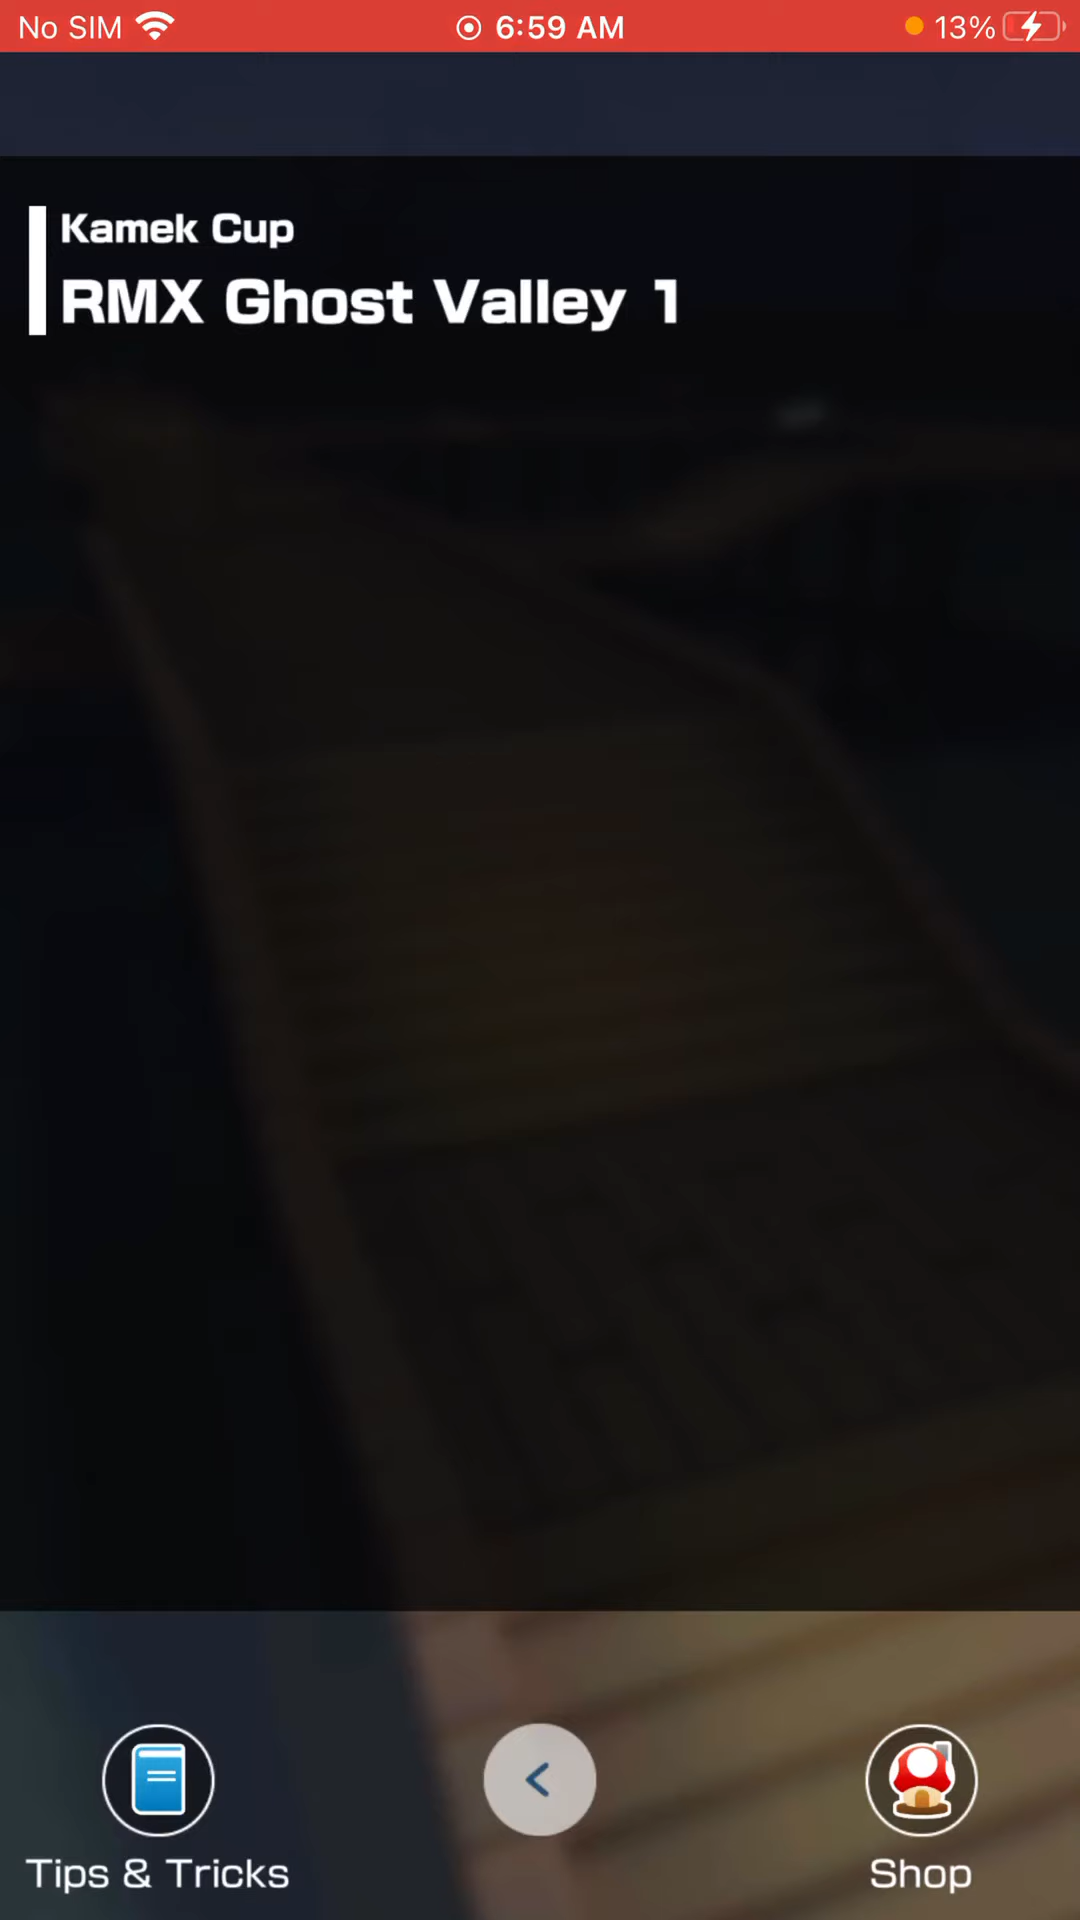 No SIM 6:59 AM 13%
Kamek Cup
RMX Ghost Valley 1
Tips & Tricks Shop